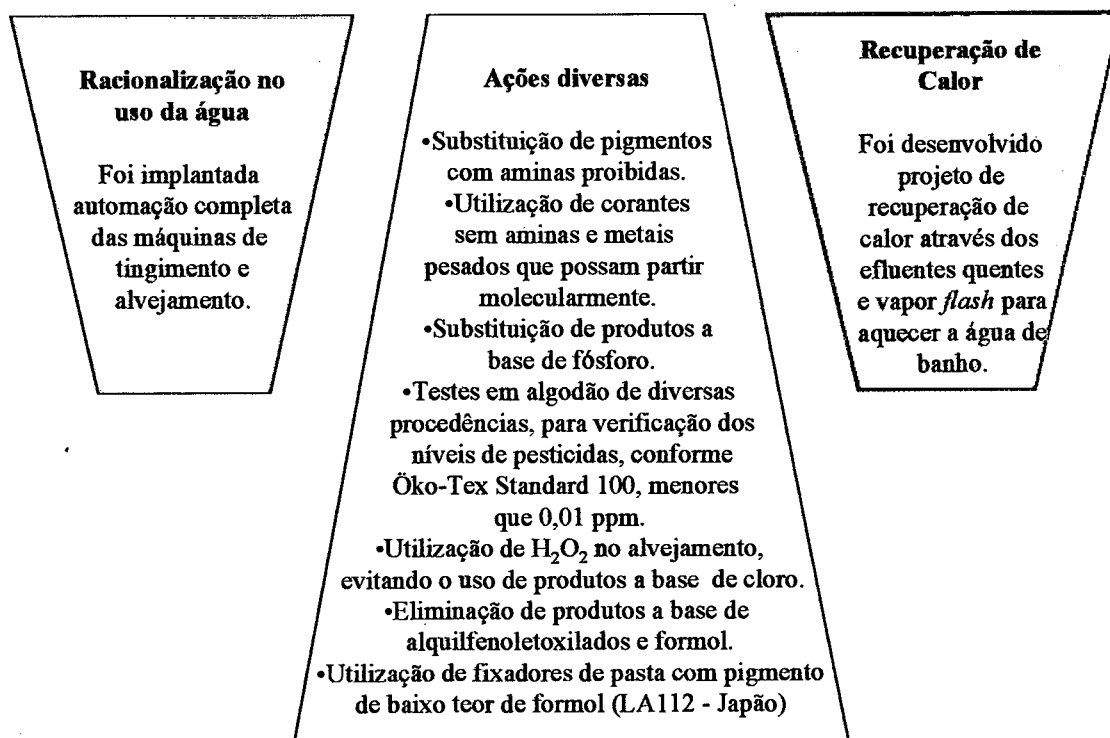 Racionalização no
uso da água
Foi implantada
automação completa
das máquinas de
tingimento e
alvejamento.
Ações diversas
•Substituição de pigmentos
com aminas proibidas.
•Utilização de corantes
sem aminas e metais
pesados que possam partir
molecularmente.
•Substituição de produtos a
base de fósforo.
•Testes em algodão de diversas
procedências, para verificação dos
níveis de pesticidas, conforme
Öko-Tex Standard 100, menores
que 0,01 ppm.
•Utilização de H₂O₂ no alvejamento,
evitando o uso de produtos a base de cloro.
•Eliminação de produtos a base de
alquilfenoletoxilados e formol.
•Utilização de fixadores de pasta com pigmento
de baixo teor de formol (LA112 - Japão)
Recuperação de
Calor
Foi desenvolvido
projeto de
recuperação de
calor através dos
efluentes quentes
e vapor flash para
aquecer a água de
banho.